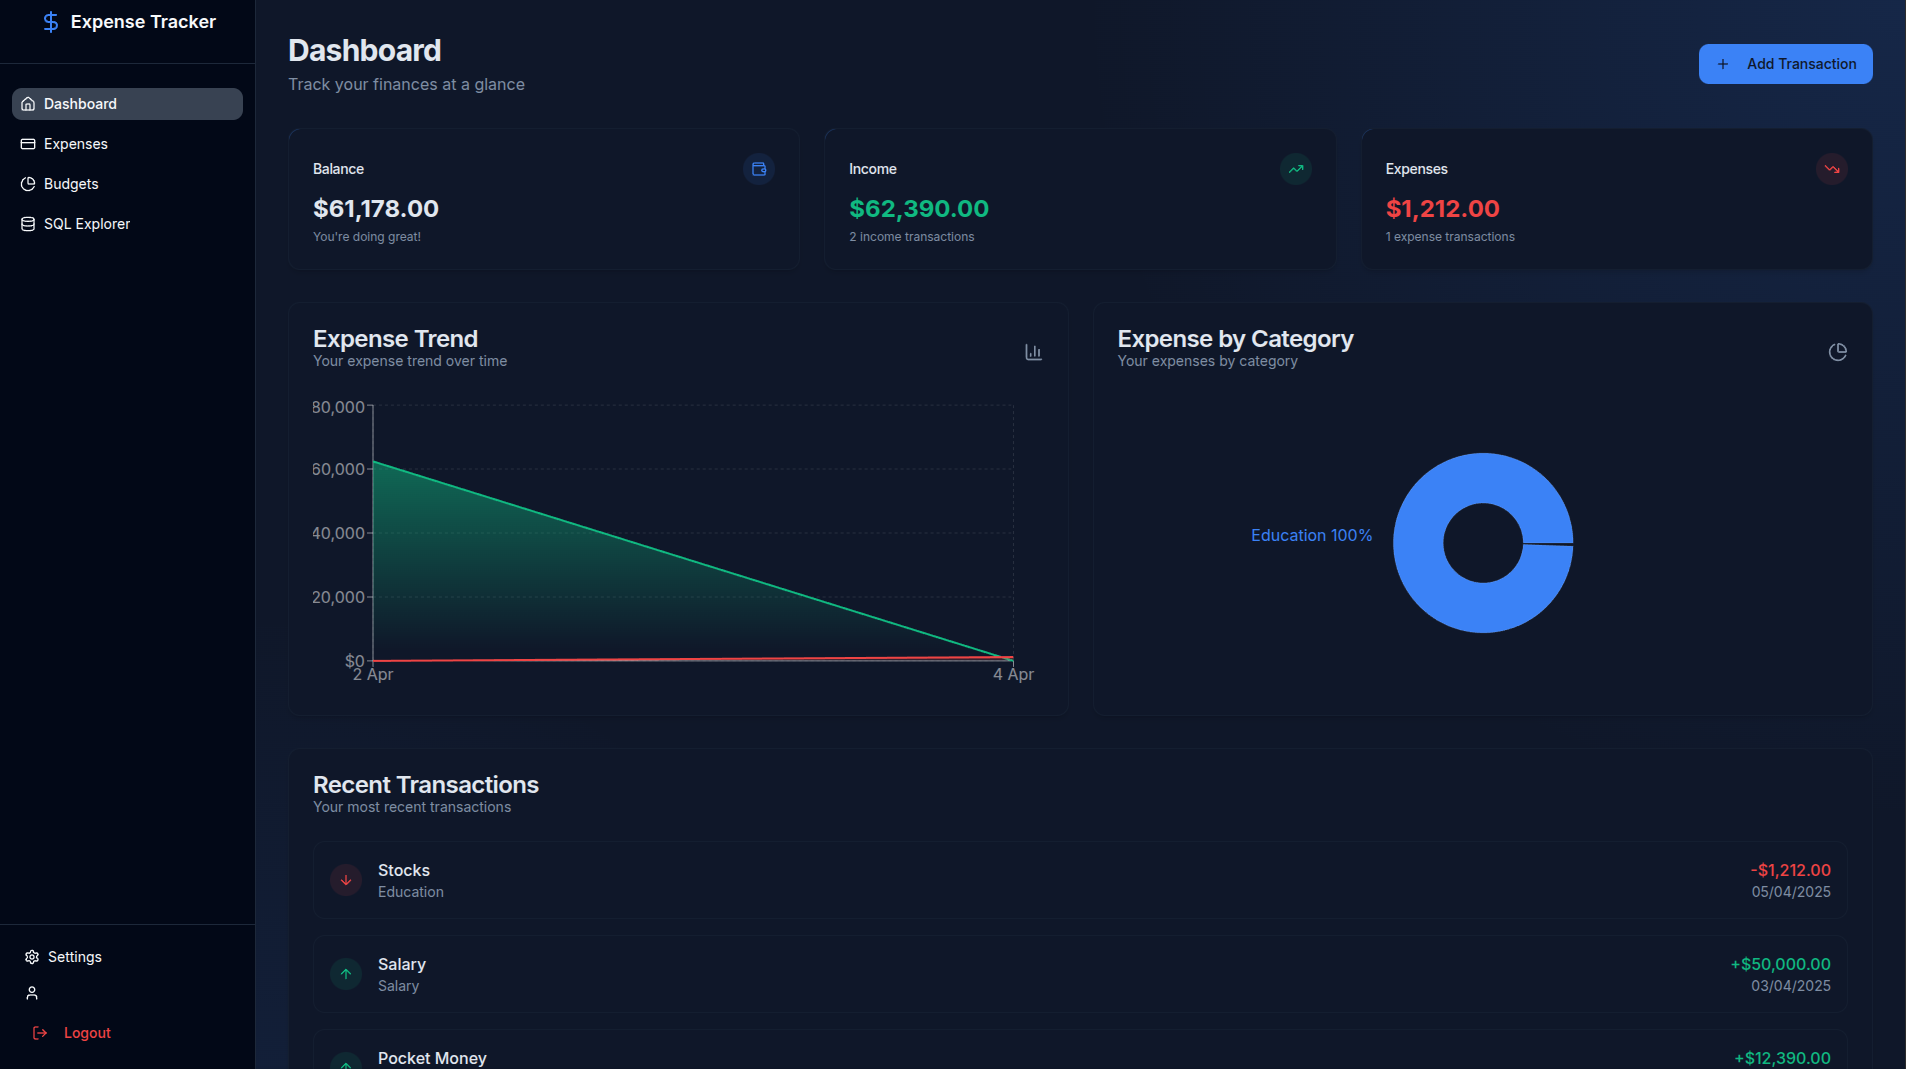 Expense Tracker
Dashboard
Expenses
Budgets
SQL Explorer
Settings
Logout
Dashboard
Track your finances at a glance
Add Transaction
Balance
$61,178.00
You're doing great!
Income
$62,390.00
2 income transactions
Expenses
$1,212.00
1 expense transactions
Expense Trend
Your expense trend over time
80,000
60,000
40,000
20,000
$0
2 Apr
4 Apr
Expense by Category
Your expenses by category
Education 100%
Recent Transactions
Your most recent transactions
Stocks
Education
-$1,212.00
05/04/2025
Salary
Salary
+$50,000.00
03/04/2025
Pocket Money
+$12,390.00